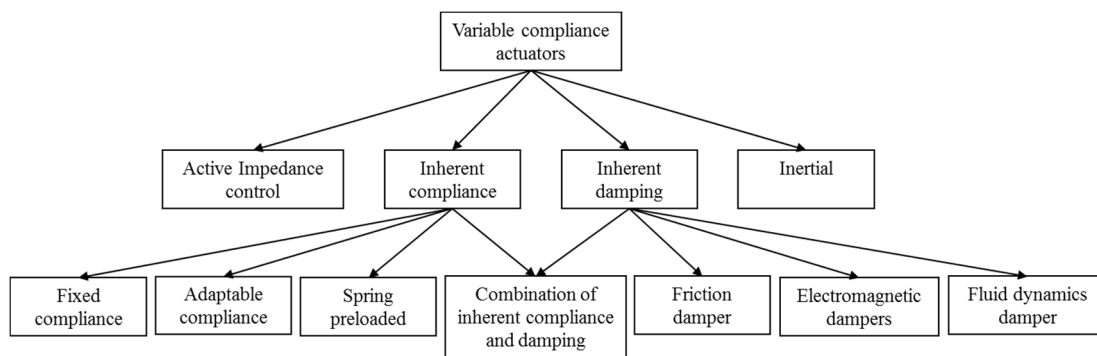 Variable compliance
actuators
Active Impedance
control
Inherent
compliance
Inherent
damping
Inertial
Fixed
compliance
Adaptable
compliance
Spring
preloaded
Combination of
inherent compliance
and damping
Friction
damper
Electromagnetic
dampers
Fluid dynamics
damper